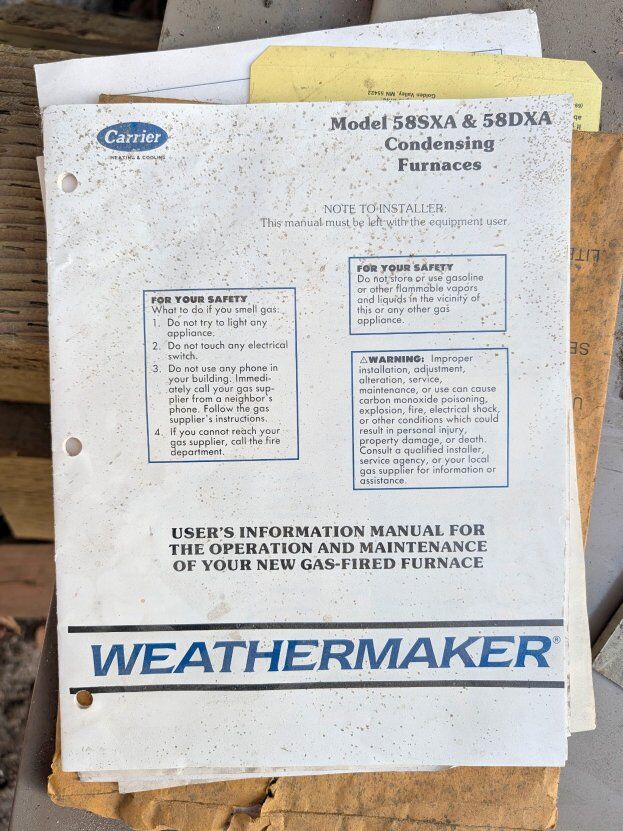 Golden Valley, MN 55422
Carrier
HEATING & COOLING
Model 58SXA & 58DXA
Condensing
Furnaces
NOTE TO INSTALLER:
This manual must be left with the equipment user
FOR YOUR SAFETY
What to do if you smell gas:
1. Do not try to light any
appliance.
2. Do not touch any electrical
switch.
3. Do not use any phone in
your building. Immedi-
ately call your gas sup-
plier from a neighbor's
phone. Follow the gas
supplier's instructions.
4. If you cannot reach your
gas supplier, call the fire
department.
FOR YOUR SAFETY
Do not store or use gasoline
or other flammable vapors
and liquids in the vicinity of
this or any other gas
appliance.
⚠WARNING: Improper
installation, adjustment,
alteration, service,
maintenance, or use can cause
carbon monoxide poisoning,
explosion, fire, electrical shock,
or other conditions which could
result in personal injury,
property damage, or death.
Consult a qualified installer,
service agency, or your local
gas supplier for information or
assistance.
USER'S INFORMATION MANUAL FOR
THE OPERATION AND MAINTENANCE
OF YOUR NEW GAS-FIRED FURNACE
WEATHERMAKER®